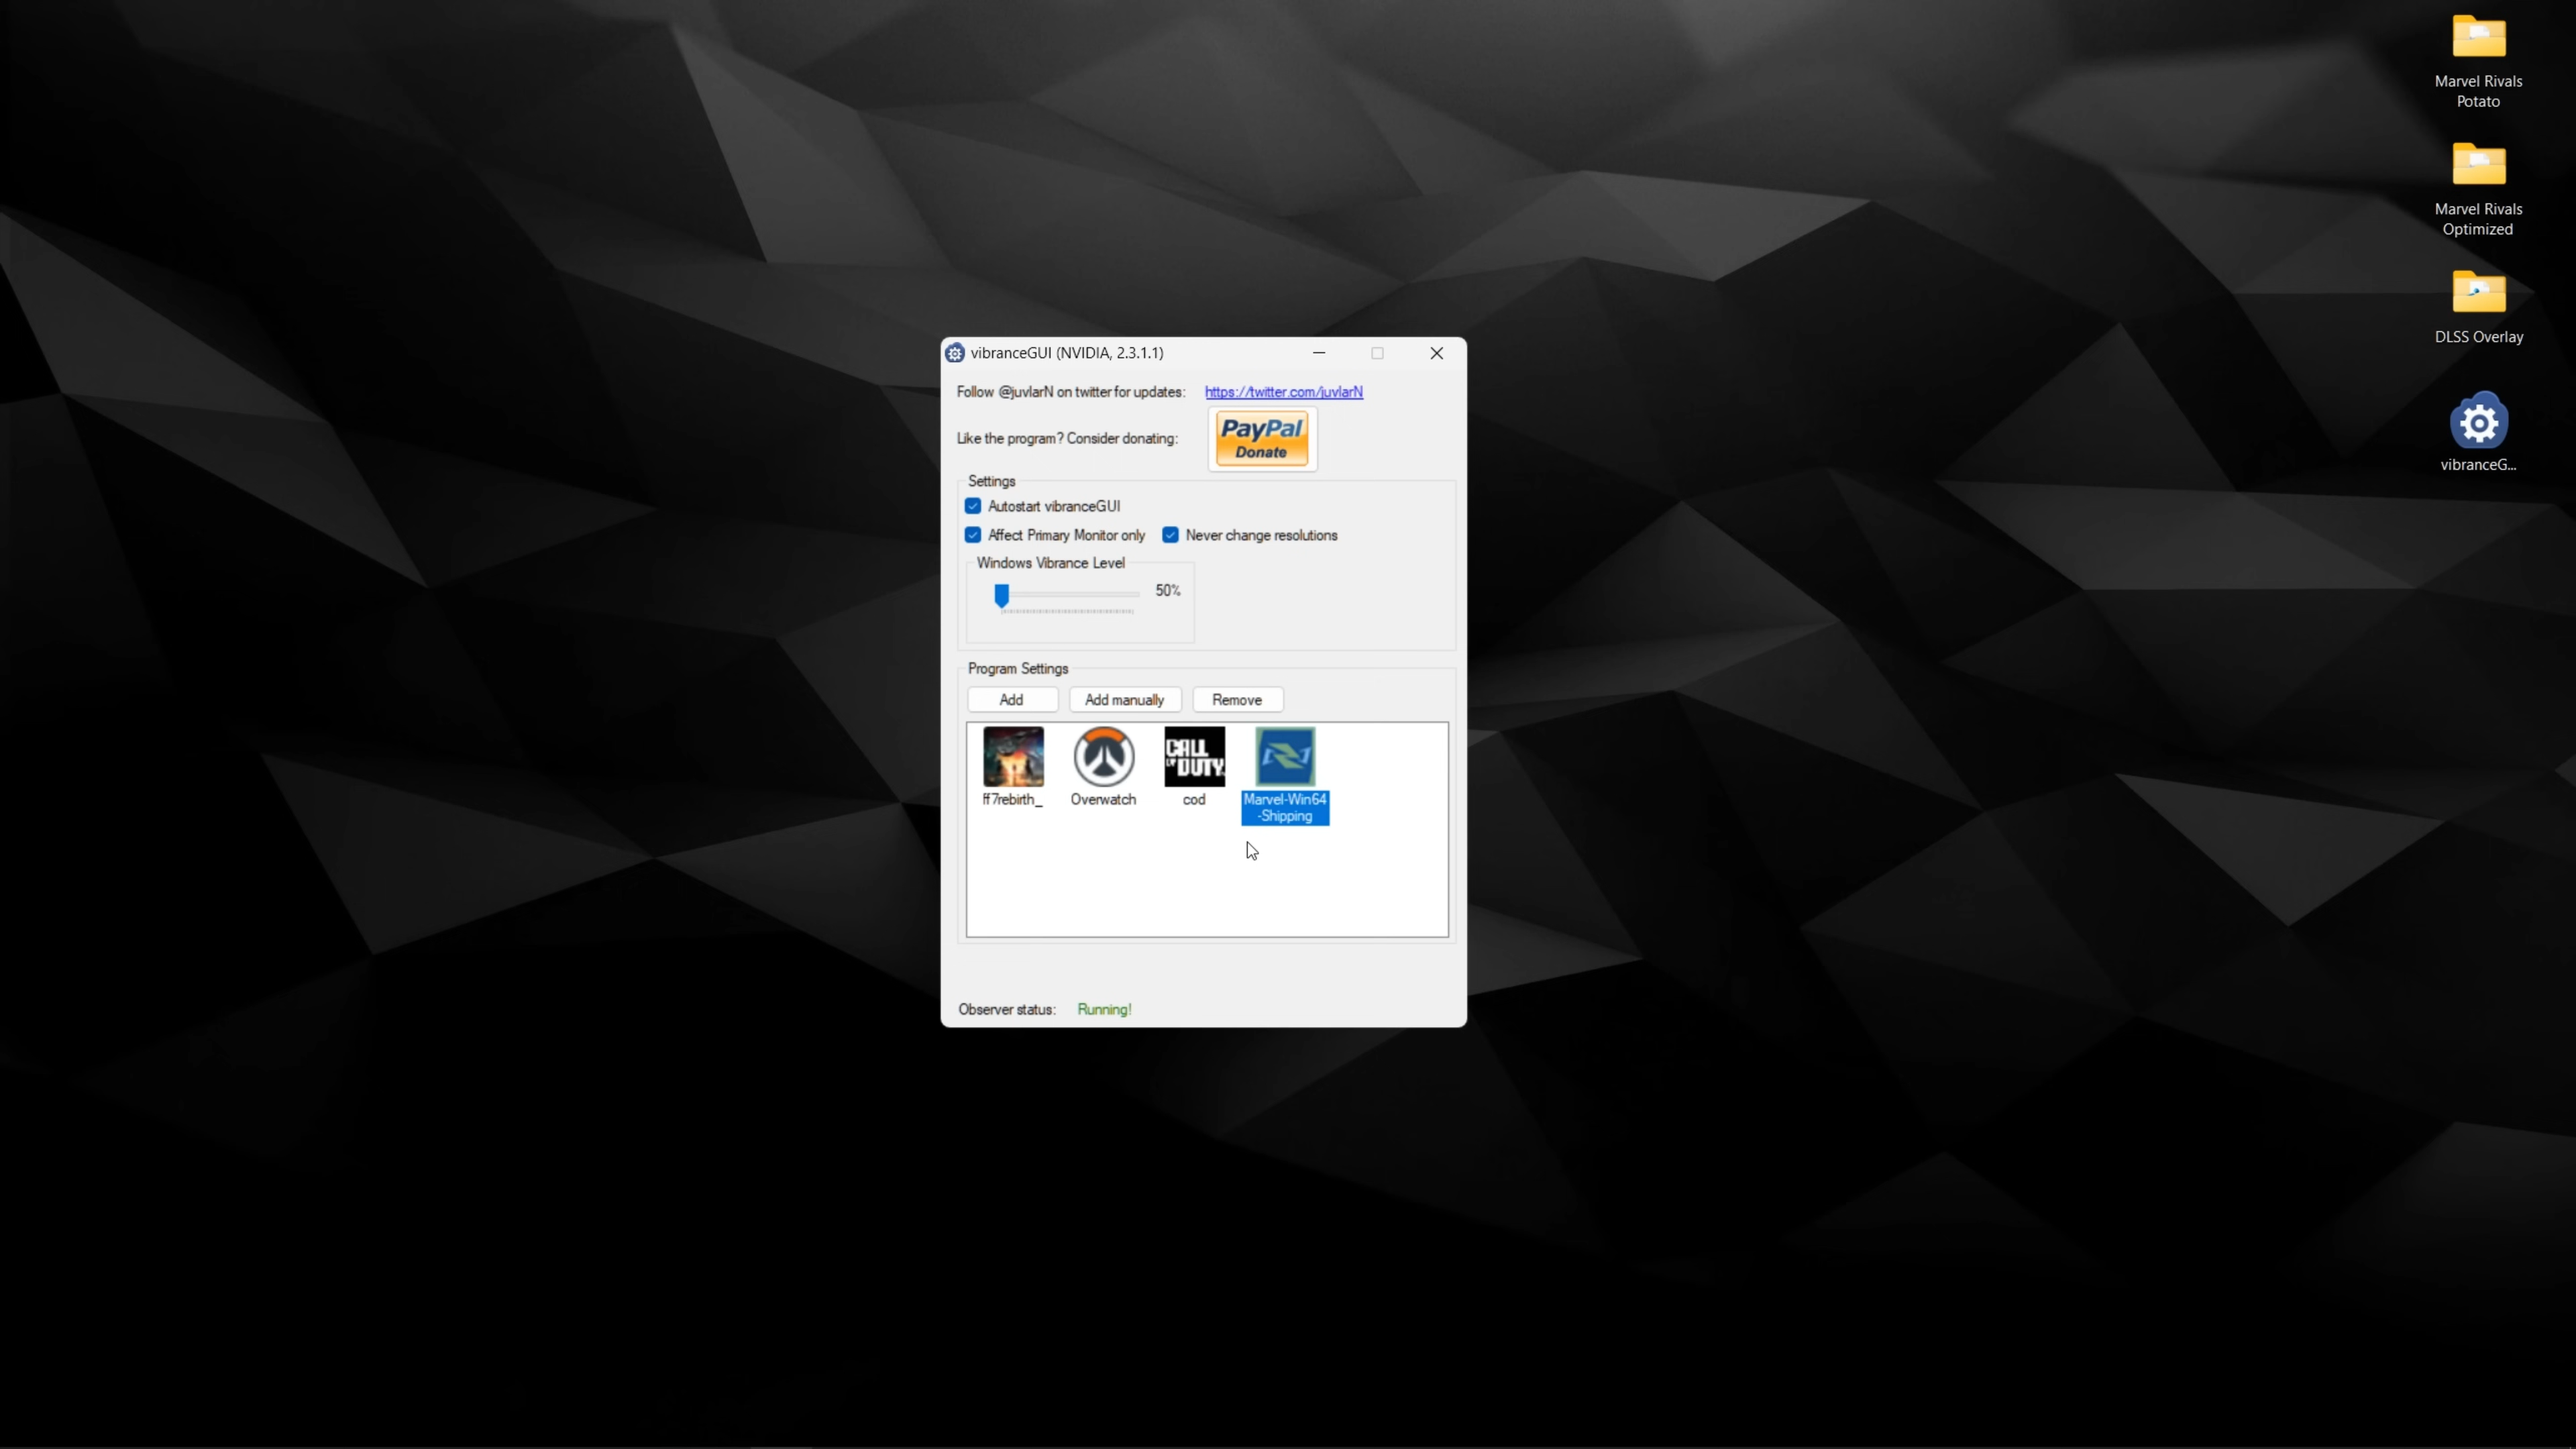 Marvel Rivals
Potato
Marvel Rivals
Optimized
DLSS Overlay
vibranceG...
vibranceGUI (NVIDIA, 2.3.1.1)
Follow @juvlarN on twitter for updates: https://twitter.com/juvlarN
Like the program? Consider donating:
PayPal
Donate
Settings
Autostart vibranceGUI
Affect Primary Monitor only Never change resolutions
Windows Vibrance Level
50%
Program Settings
Add Add manually Remove
CALL
OF DUTY
ff7rebirth_ Overwatch cod Marvel-Win64
-Shipping
Observer status: Running!